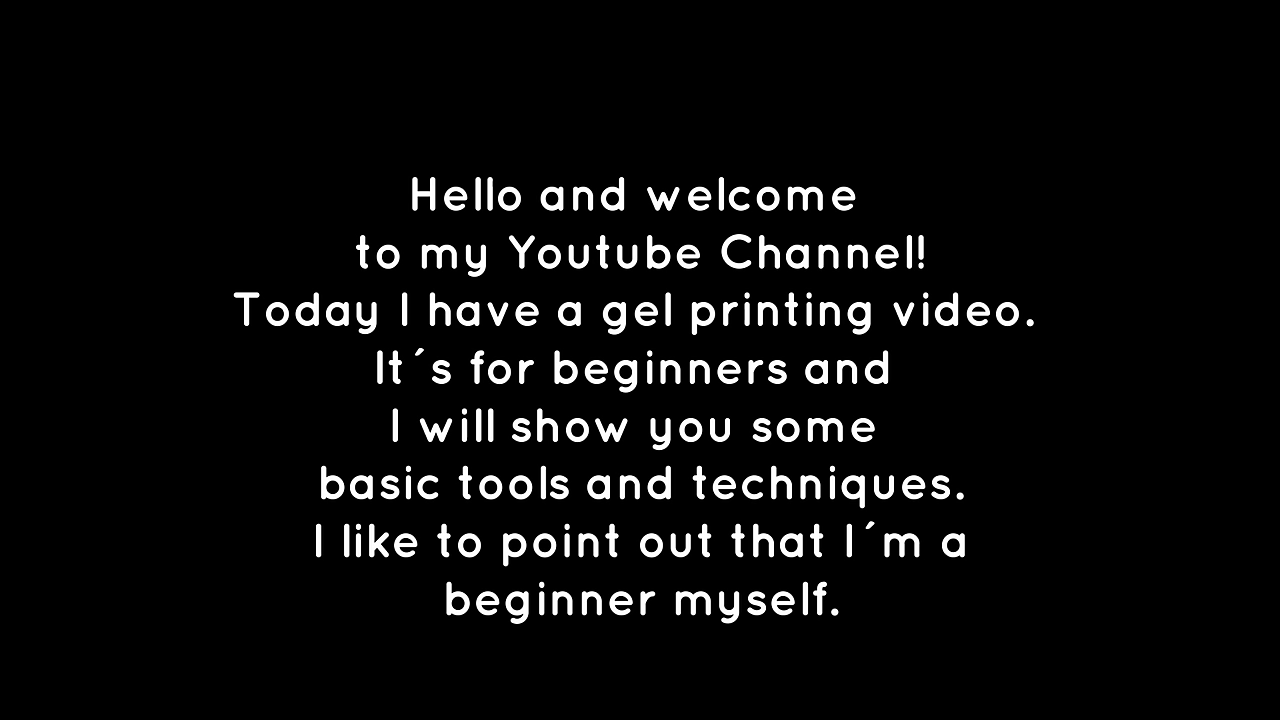 Hello and welcome
to my Youtube Channel!
Today I have a gel printing video.
It´s for beginners and
I will show you some
basic tools and techniques.
I like to point out that I´m a
beginner myself.